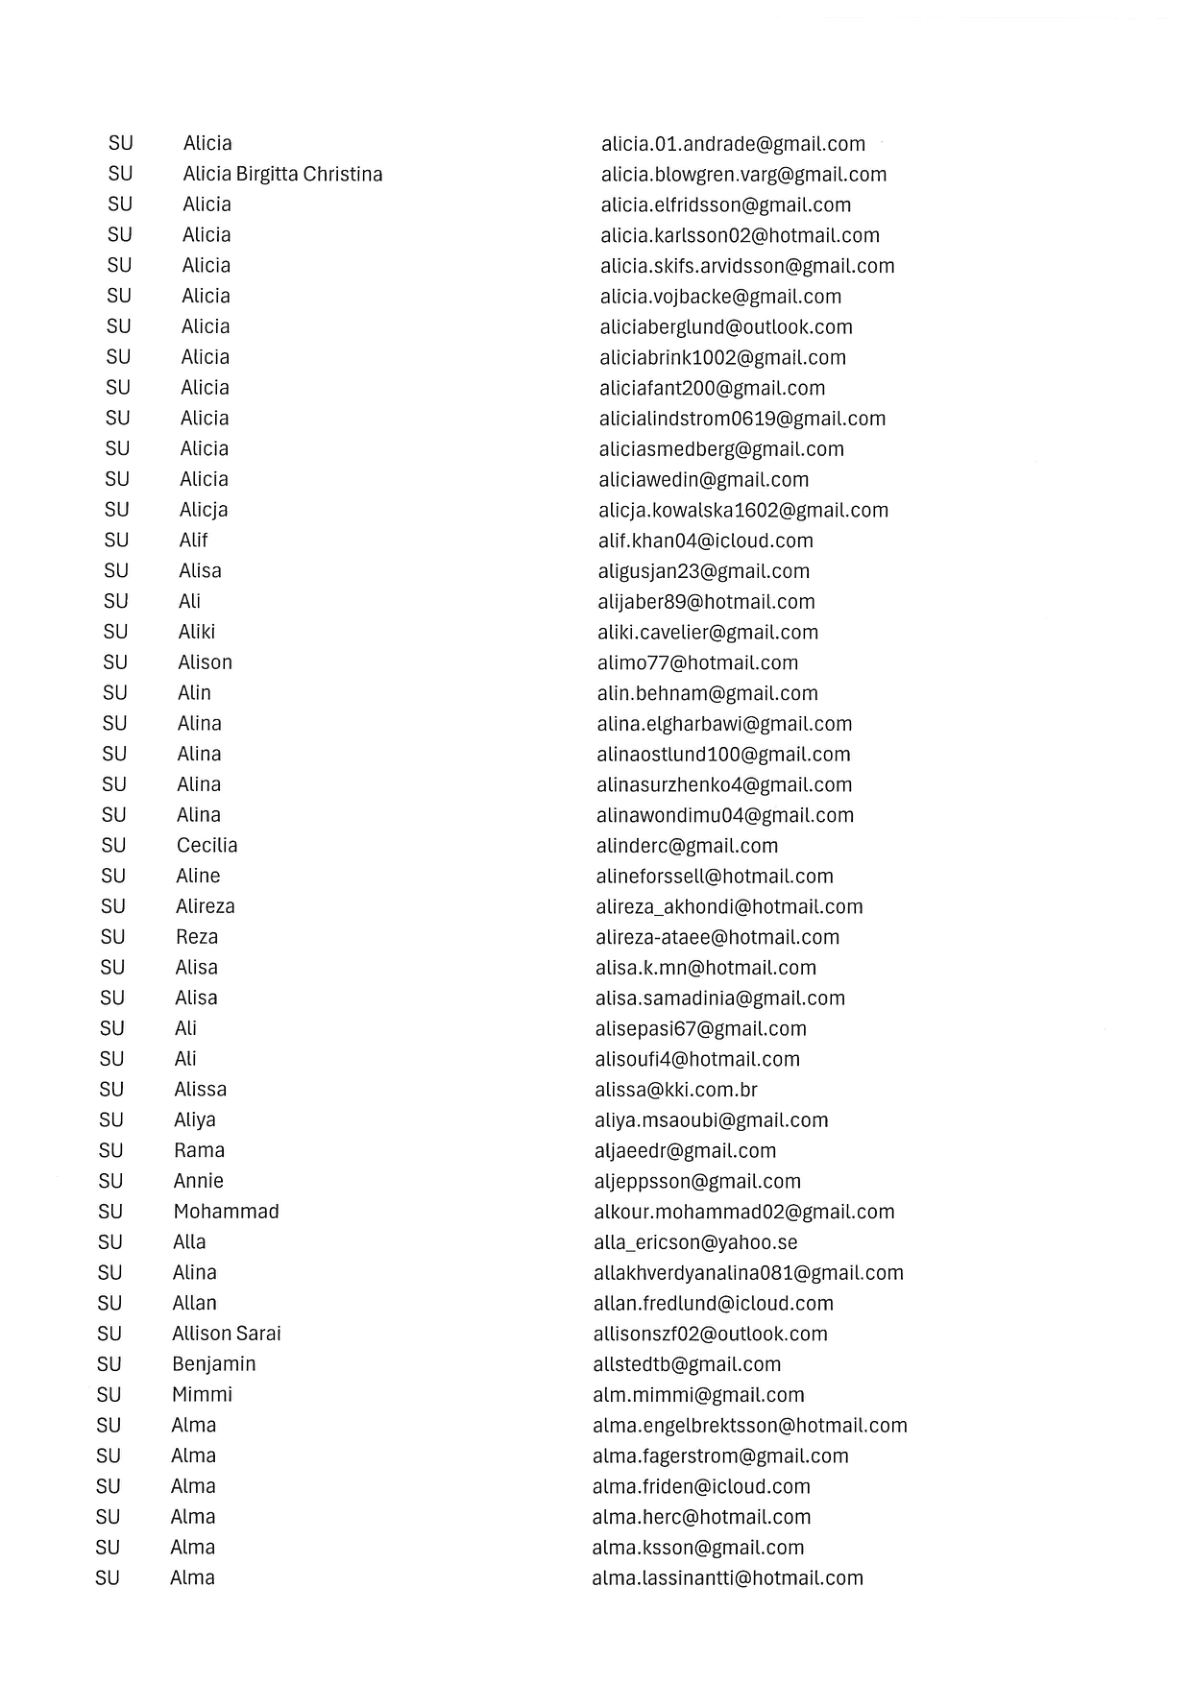 SU Alicia alicia.01.andrade@gmail.com
SU Alicia Birgitta Christina alicia.blowgren.varg@gmail.com
SU Alicia alicia.elfridsson@gmail.com
SU Alicia alicia.karlsson02@hotmail.com
SU Alicia alicia.skifs.arvidsson@gmail.com
SU Alicia alicia.vojbacke@gmail.com
SU Alicia aliciaberglund@outlook.com
SU Alicia aliciabrink1002@gmail.com
SU Alicia aliciafant200@gmail.com
SU Alicia alicialindstrom0619@gmail.com
SU Alicia aliciasmedberg@gmail.com
SU Alicia aliciawedin@gmail.com
SU Alicja alicja.kowalska1602@gmail.com
SU Alif alif.khan04@icloud.com
SU Alisa aligusjan23@gmail.com
SU Ali alijaber89@hotmail.com
SU Aliki aliki.cavelier@gmail.com
SU Alison alimo77@hotmail.com
SU Alin alin.behnam@gmail.com
SU Alina alina.elgharbawi@gmail.com
SU Alina alinaostlund100@gmail.com
SU Alina alinasurzhenko4@gmail.com
SU Alina alinawondimu04@gmail.com
SU Cecilia alinderc@gmail.com
SU Aline alineforssell@hotmail.com
SU Alireza alireza_akhondi@hotmail.com
SU Reza alireza-ataee@hotmail.com
SU Alisa alisa.k.mn@hotmail.com
SU Alisa alisa.samadinia@gmail.com
SU Ali alisepasi67@gmail.com
SU Ali alisoufi4@hotmail.com
SU Alissa alissa@kki.com.br
SU Aliya aliya.msaoubi@gmail.com
SU Rama aljaeedr@gmail.com
SU Annie aljeppsson@gmail.com
SU Mohammad alkour.mohammad02@gmail.com
SU Alla alla_ericson@yahoo.se
SU Alina allakhverdyanalina081@gmail.com
SU Allan allan.fredlund@icloud.com
SU Allison Sarai allisonszf02@outlook.com
SU Benjamin allstedtb@gmail.com
SU Mimmi alm.mimmi@gmail.com
SU Alma alma.engelbrektsson@hotmail.com
SU Alma alma.fagerstrom@gmail.com
SU Alma alma.friden@icloud.com
SU Alma alma.herc@hotmail.com
SU Alma alma.ksson@gmail.com
SU Alma alma.lassinantti@hotmail.com